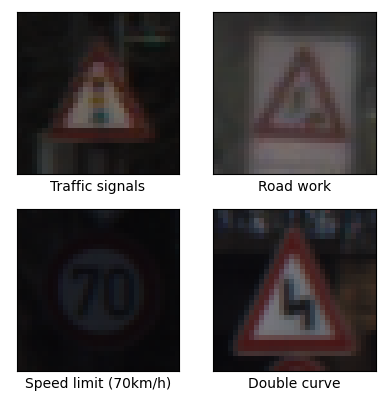 Traffic signals
Road work
70
Speed limit (70km/h)
Double curve